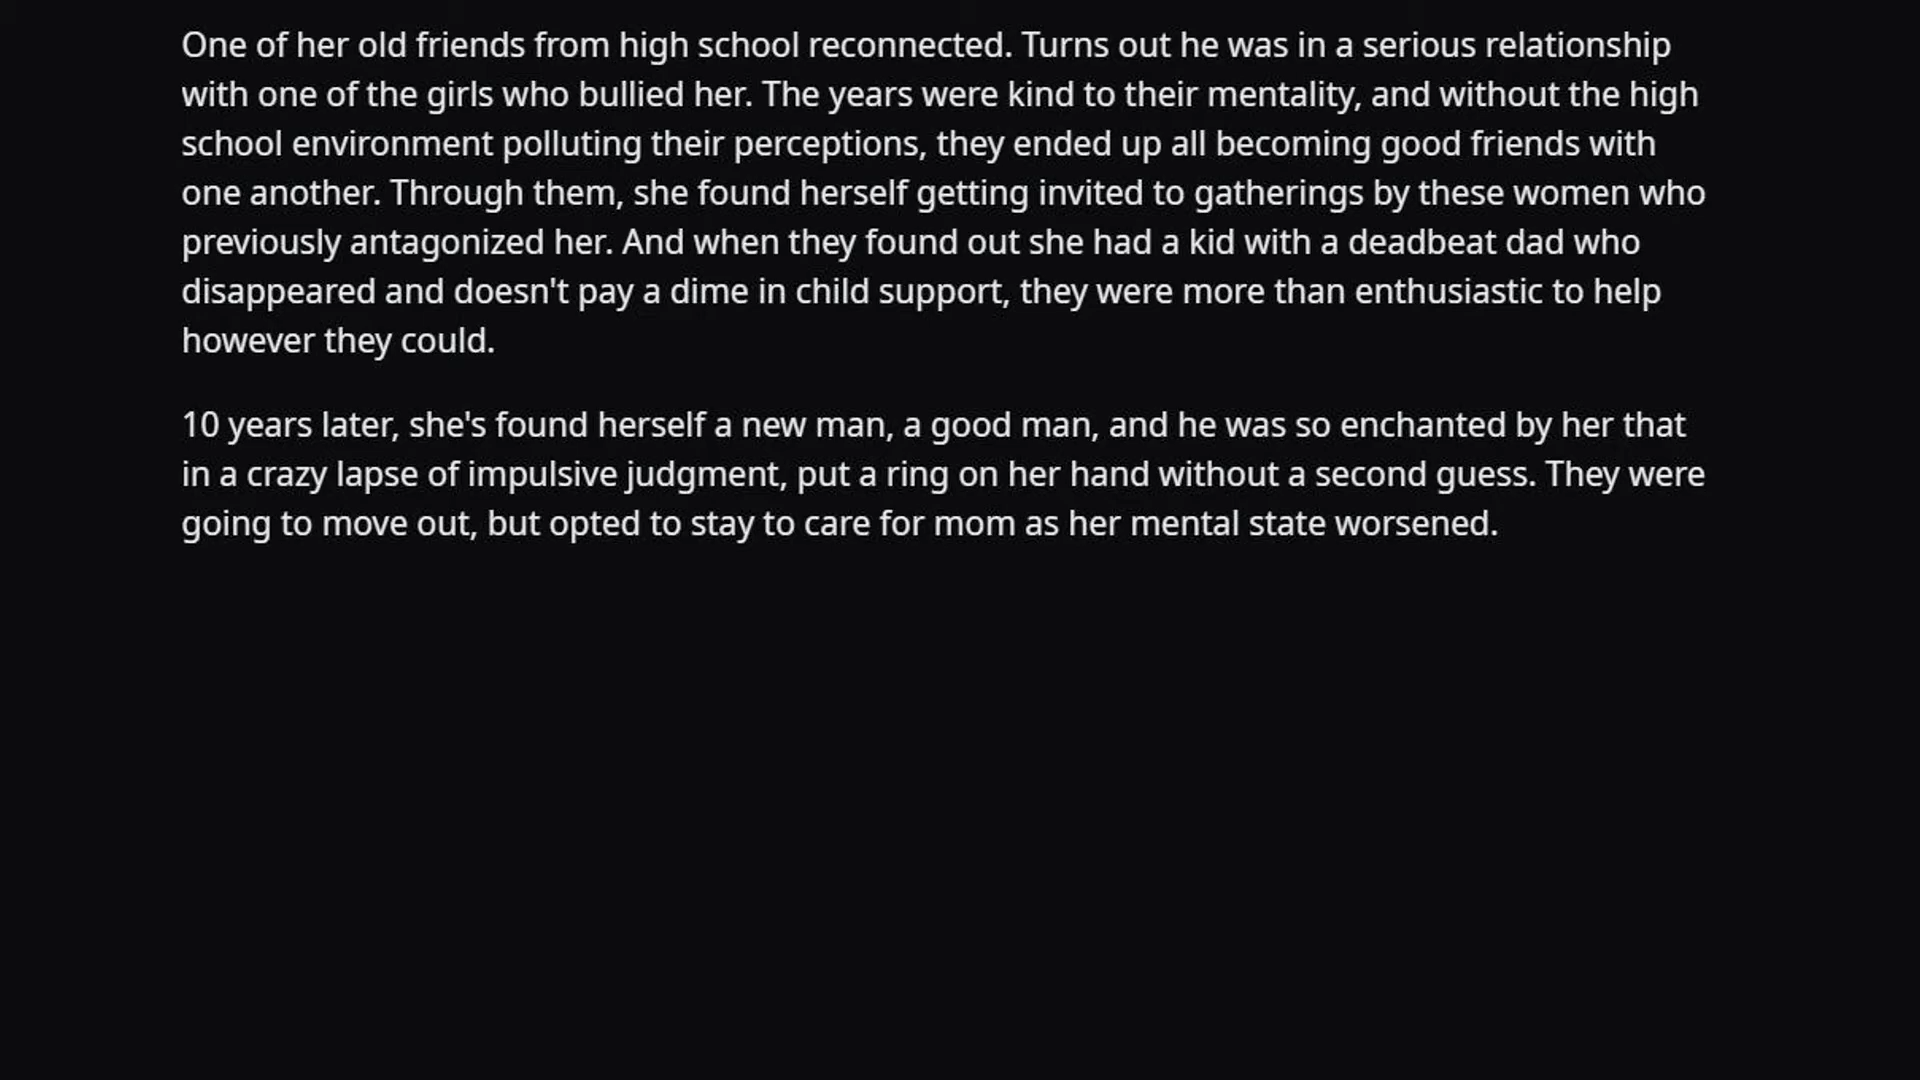 One of her old friends from high school reconnected. Turns out he was in a serious relationship
with one of the girls who bullied her. The years were kind to their mentality, and without the high
school environment polluting their perceptions, they ended up all becoming good friends with
one another. Through them, she found herself getting invited to gatherings by these women who
previously antagonized her. And when they found out she had a kid with a deadbeat dad who
disappeared and doesn't pay a dime in child support, they were more than enthusiastic to help
however they could.
10 years later, she's found herself a new man, a good man, and he was so enchanted by her that
in a crazy lapse of impulsive judgment, put a ring on her hand without a second guess. They were
going to move out, but opted to stay to care for mom as her mental state worsened.